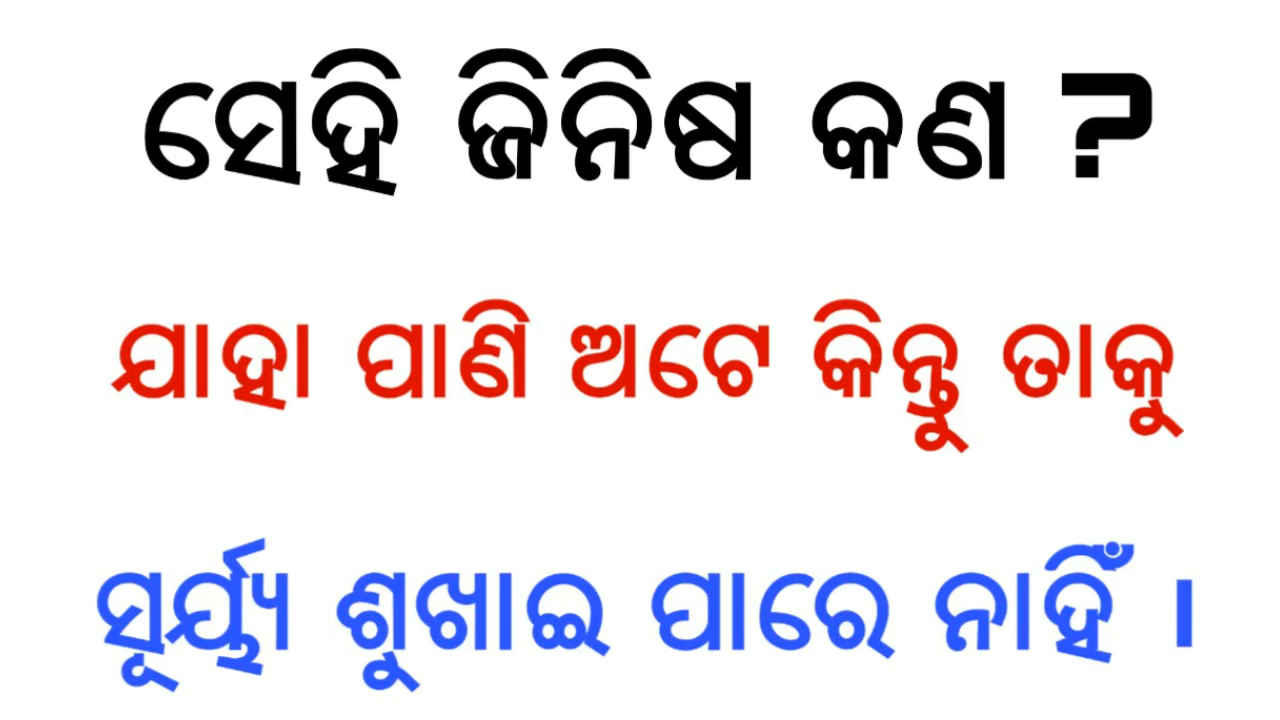 ସେହି ଜିନିଷ କଣ ?
ଯାହା ପାଣି ଅଟେ କିନ୍ତୁ ତାକୁ
ସୂର୍ଯ୍ୟ ଶୁଖାଇ ପାରେ ନାହିଁ ।